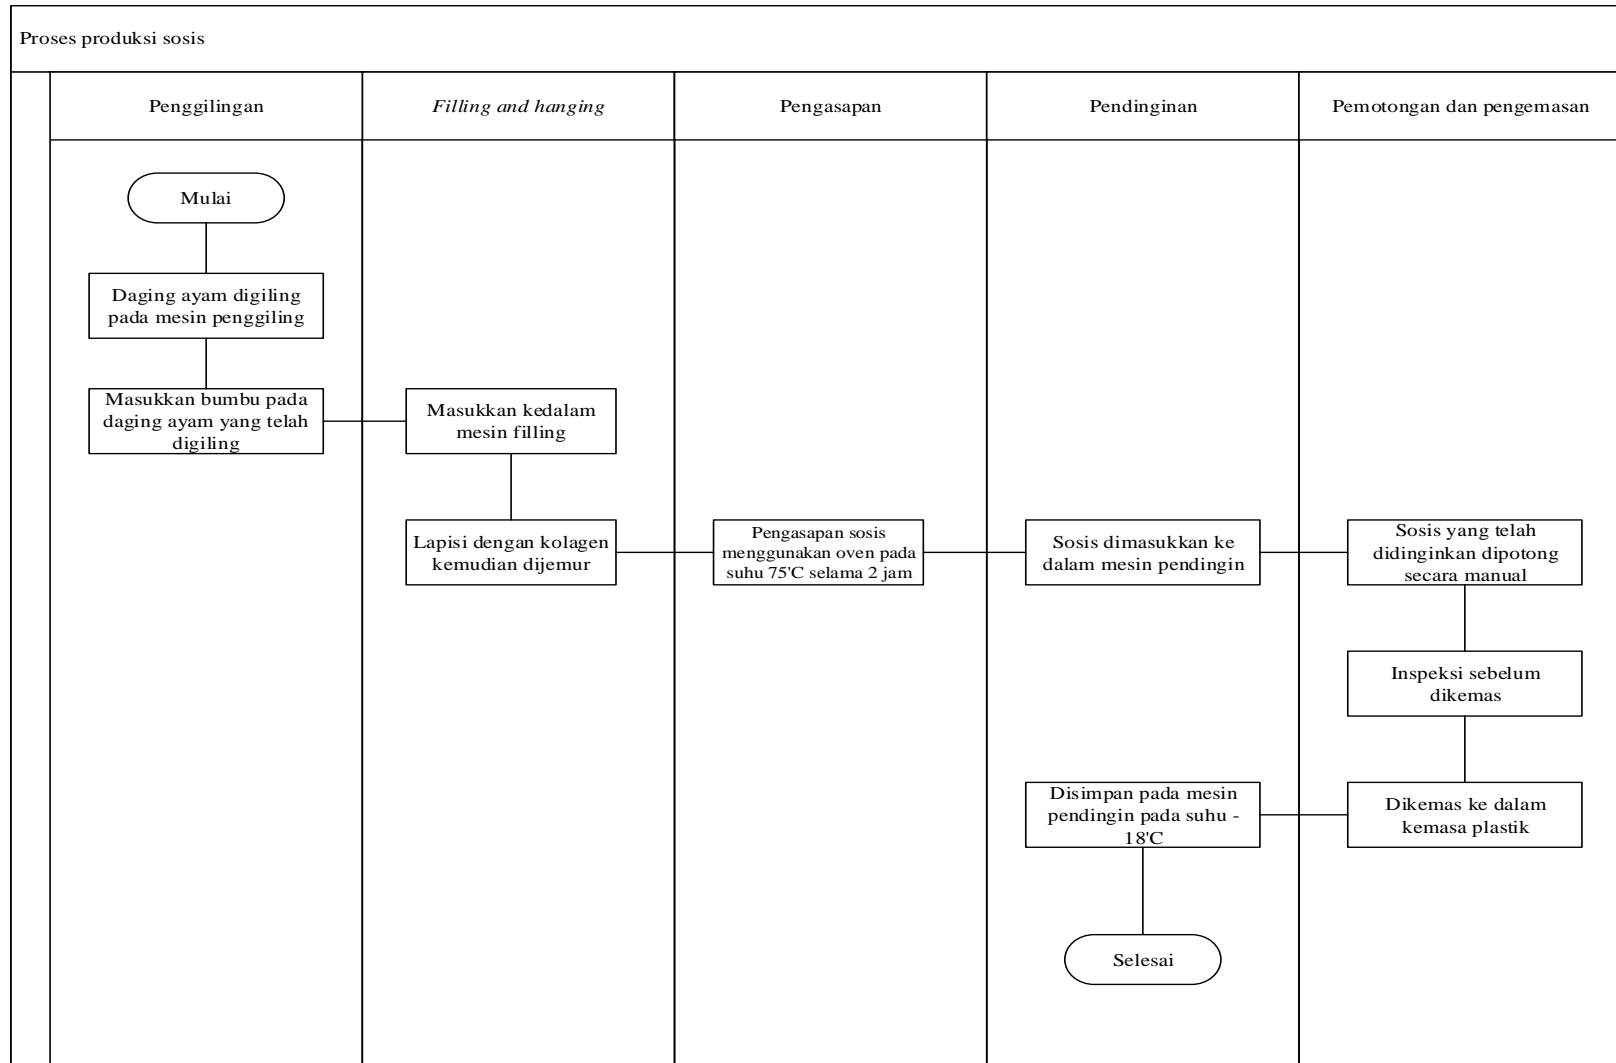 Proses produksi sosis
Penggilingan
Filling and hanging
Pengasapan
Pendinginan
Pemotongan dan pengemasan
Mulai
Daging ayam digiling
pada mesin penggiling
Masukkan bumbu pada
daging ayam yang telah
digiling
Masukkan kedalam
mesin filling
Lapisi dengan kolagen
kemudian dijemur
Pengasapan sosis
menggunakan oven pada
suhu 75'C selama 2 jam
Sosis dimasukkan ke
dalam mesin pendingin
Sosis yang telah
didinginkan dipotong
secara manual
Inspeksi sebelum
dikemas
Dikemas ke dalam
kemasa plastik
Disimpan pada mesin
pendingin pada suhu -
18'C
Selesai